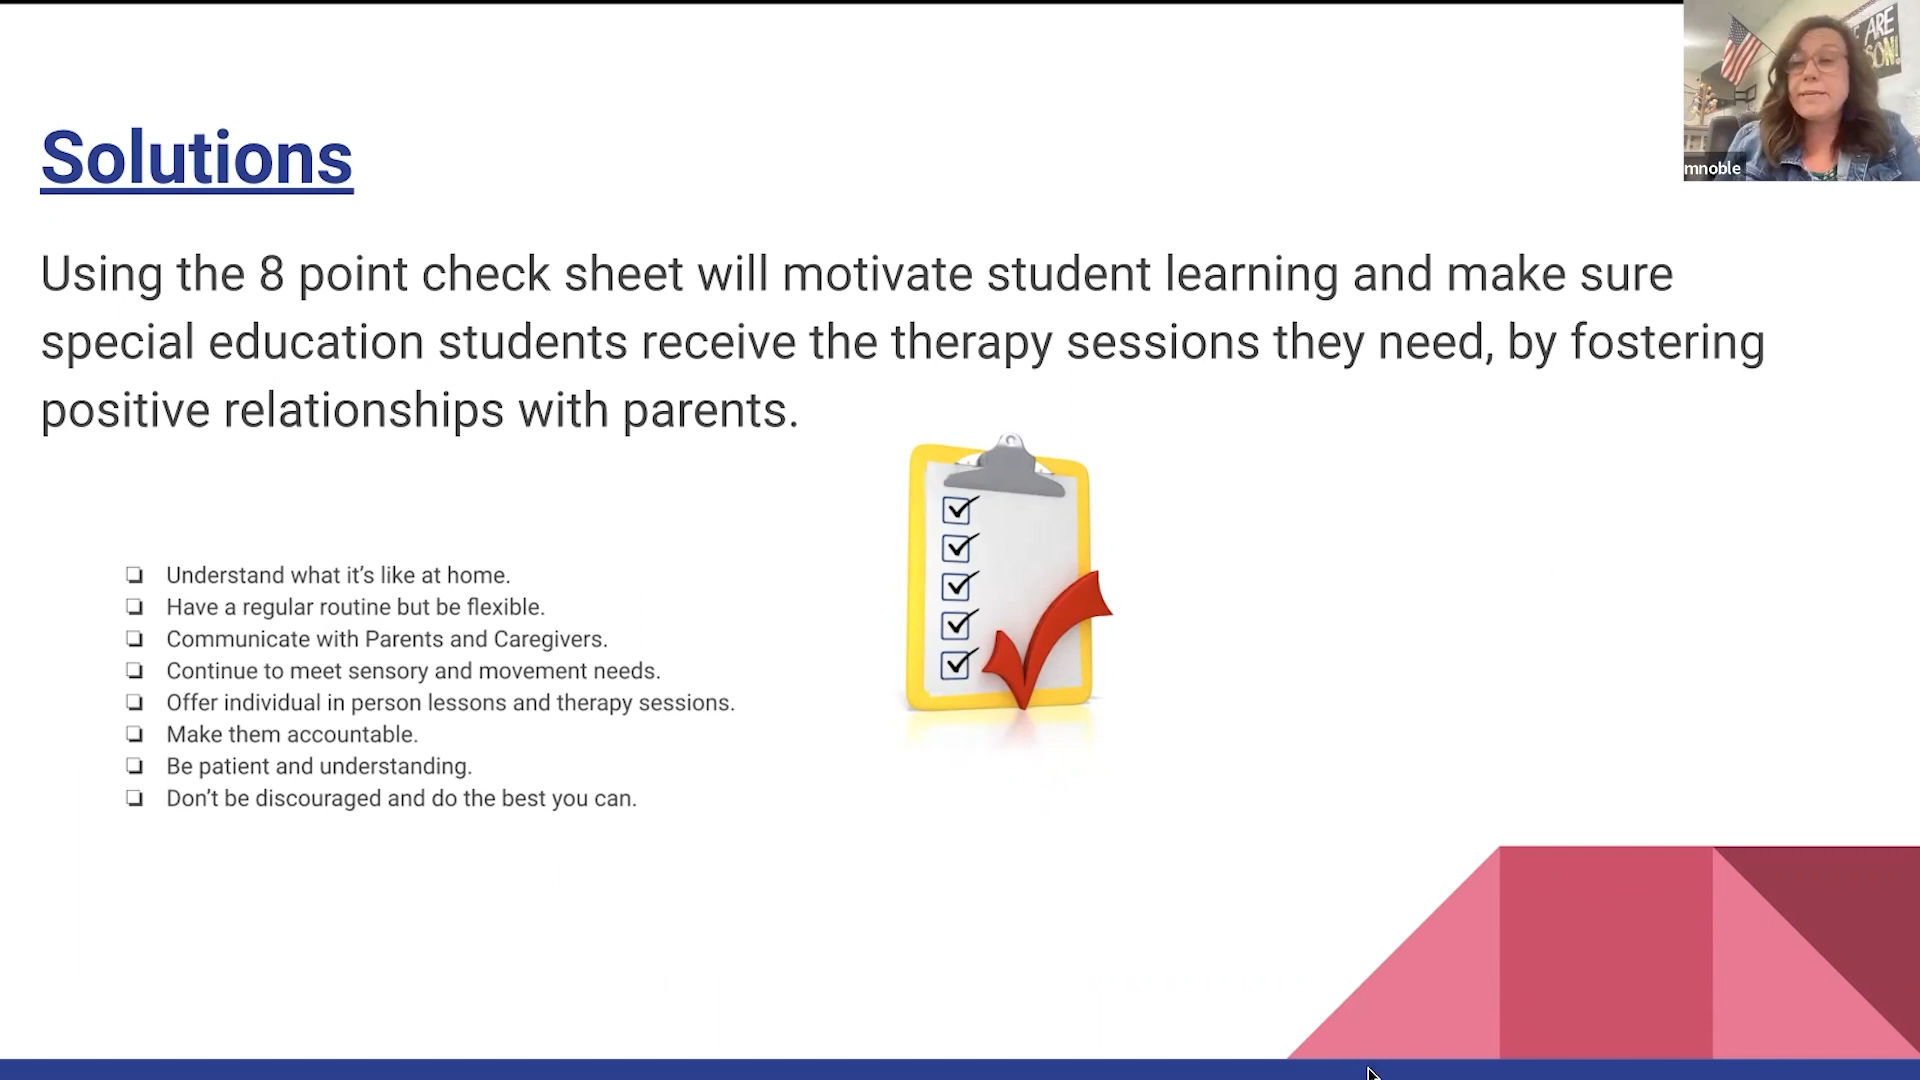 Solutions
Using the 8 point check sheet will motivate student learning and make sure
special education students receive the therapy sessions they need, by fostering
positive relationships with parents.
❏ Understand what it’s like at home.
❏ Have a regular routine but be flexible.
❏ Communicate with Parents and Caregivers.
❏ Continue to meet sensory and movement needs.
❏ Offer individual in person lessons and therapy sessions.
❏ Make them accountable.
❏ Be patient and understanding.
❏ Don’t be discouraged and do the best you can.
ARE
SON!
mnoble